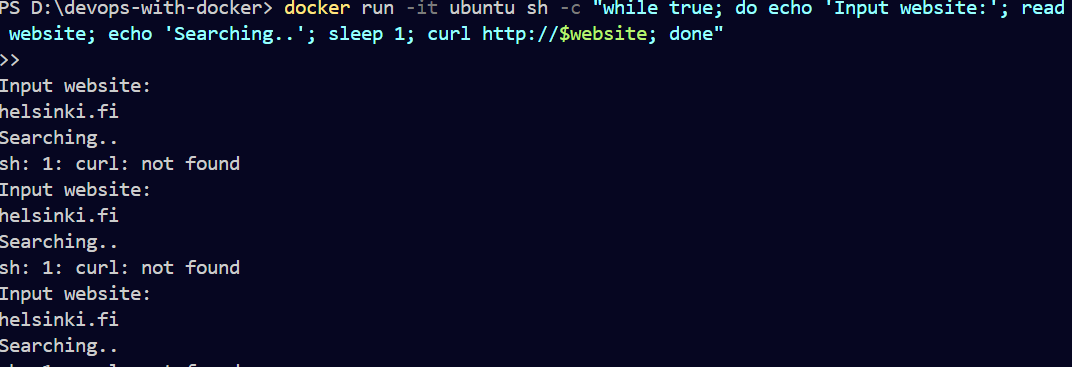 PS D:\devops-with-docker> docker run -it ubuntu sh -c "while true; do echo 'Input website:'; read
website; echo 'Searching..'; sleep 1; curl http://$website; done"
>>
Input website:
helsinki.fi
Searching..
sh: 1: curl: not found
Input website:
helsinki.fi
Searching..
sh: 1: curl: not found
Input website:
helsinki.fi
Searching..